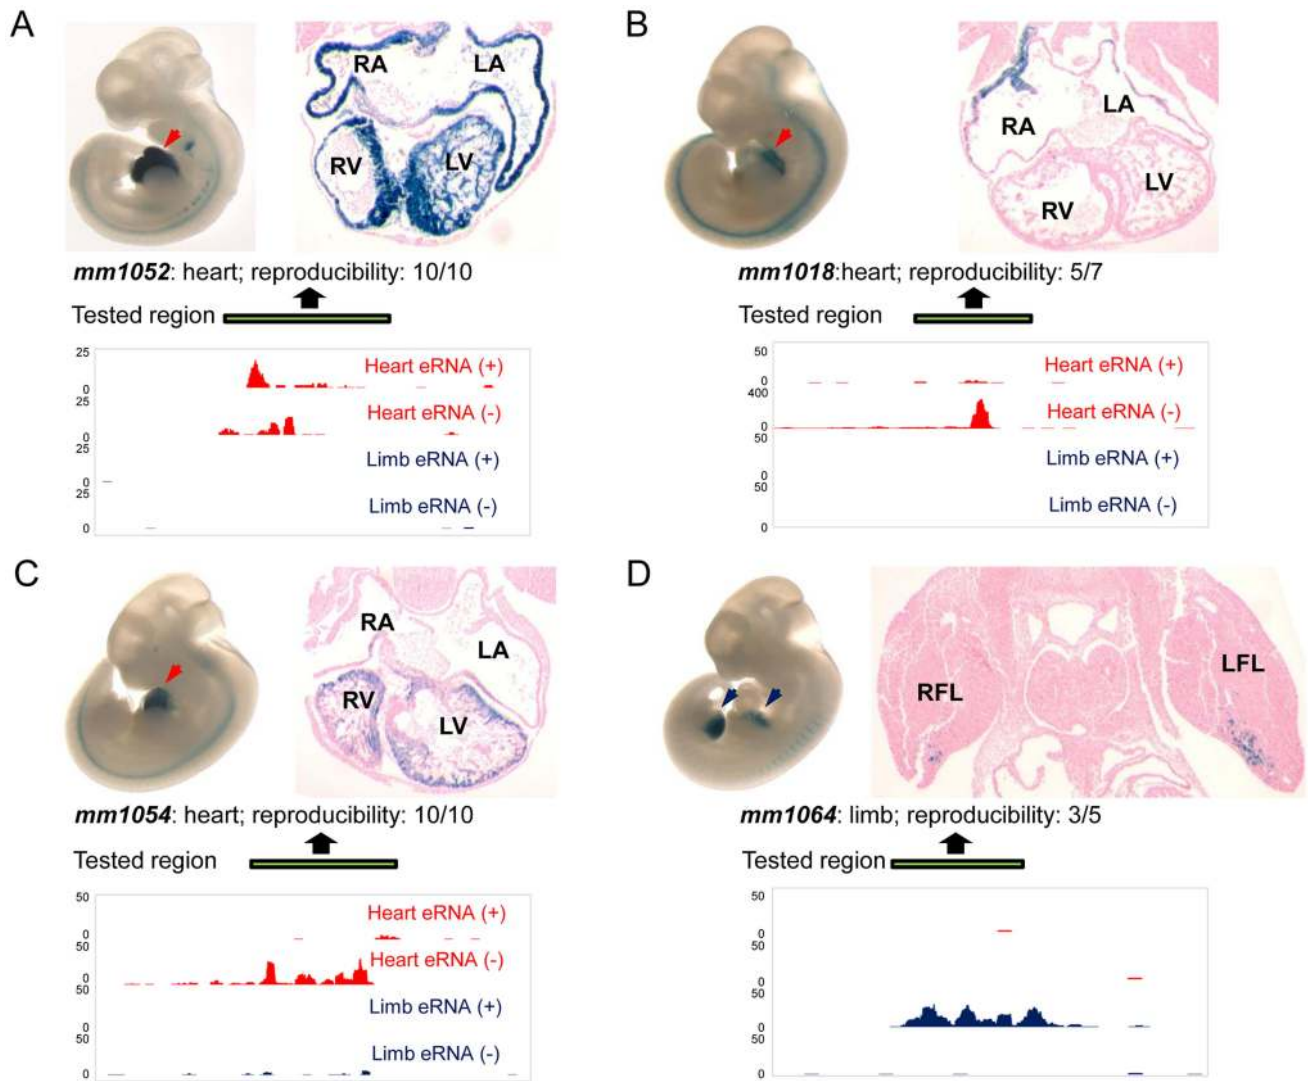 A
RA
LA
RV
LV
mm1052: heart; reproducibility: 10/10
Tested region
25
Heart eRNA (+)
0
25
Heart eRNA (-)
0
25
Limb eRNA (+)
0
25
Limb eRNA (-)
0
B
RA
LA
RV
LV
mm1018:heart; reproducibility: 5/7
Tested region
50
Heart eRNA (+)
0
400
Heart eRNA (-)
0
50
Limb eRNA (+)
0
50
Limb eRNA (-)
0
C
RA
LA
RV
LV
mm1054: heart; reproducibility: 10/10
Tested region
50
Heart eRNA (+)
0
50
Heart eRNA (-)
0
50
Limb eRNA (+)
0
50
Limb eRNA (-)
0
D
RFL
LFL
mm1064: limb; reproducibility: 3/5
Tested region
50
0
50
0
50
0
50
0